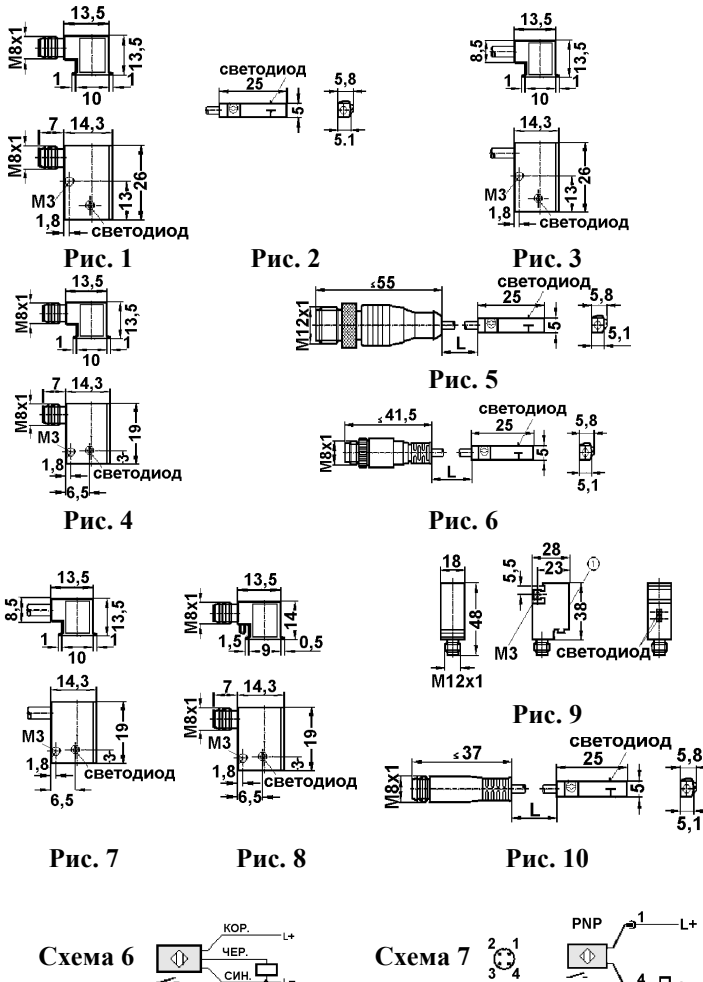 13,5
M8x1
13,5
1
10
1
7
14,3
M8x1
M3
13
26
1,8
светодиод
Рис. 1
светодиод
25
5
5,8
5.1
Рис. 2
13,5
8,5
13,5
1
10
1
14,3
M3
13
26
1,8
светодиод
Рис. 3
13,5
M8x1
13,5
1
10
1
7
14,3
M8x1
M3
19
3
1,8
светодиод
6,5
Рис. 4
≤55
M12x1
L
светодиод
25
5
5,8
5,1
Рис. 5
≤41,5
M8x1
L
светодиод
25
5
5,8
5,1
Рис. 6
13,5
8,5
13,5
1
10
1
14,3
M3
19
3
1,8
светодиод
6,5
Рис. 7
13,5
M8x1
14
1,5
9
0,5
7
14,3
M8x1
M3
19
3
1,8
светодиод
6,5
Рис. 8
18
48
M12x1
28
23
5,5
1
38
M3
светодиод
Рис. 9
≤37
M8x1
L
светодиод
25
5
5,8
5,1
Рис. 10
Схема 6
КОР.
L+
ЧЕР.
СИН.
L–
Схема 7
2 1
3 4
PNP
1
L+
4